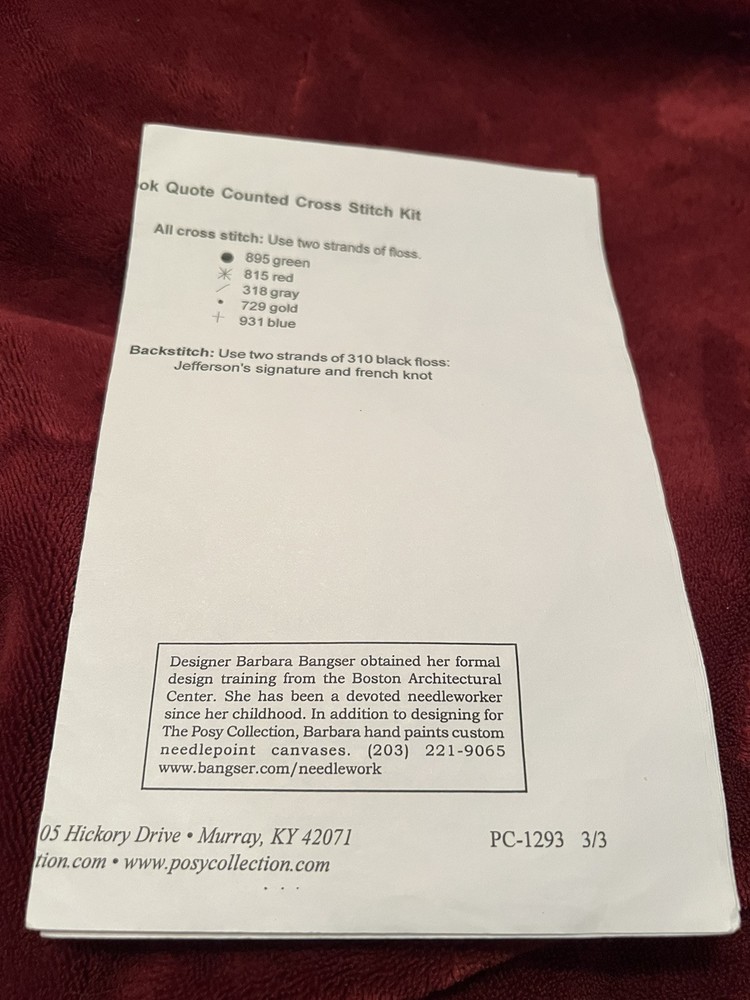 ok Quote Counted Cross Stitch Kit
All cross stitch: Use two strands of floss.
895 green
815 red
318 gray
729 gold
931 blue
Backstitch: Use two strands of 310 black floss:
Jefferson's signature and french knot
Designer Barbara Bangser obtained her formal
design training from the Boston Architectural
Center. She has been a devoted needleworker
since her childhood. In addition to designing for
The Posy Collection, Barbara hand paints custom
needlepoint canvases. (203) 221-9065
www.bangser.com/needlework
05 Hickory Drive • Murray, KY 42071
tion.com • www.posycollection.com
PC-1293 3/3